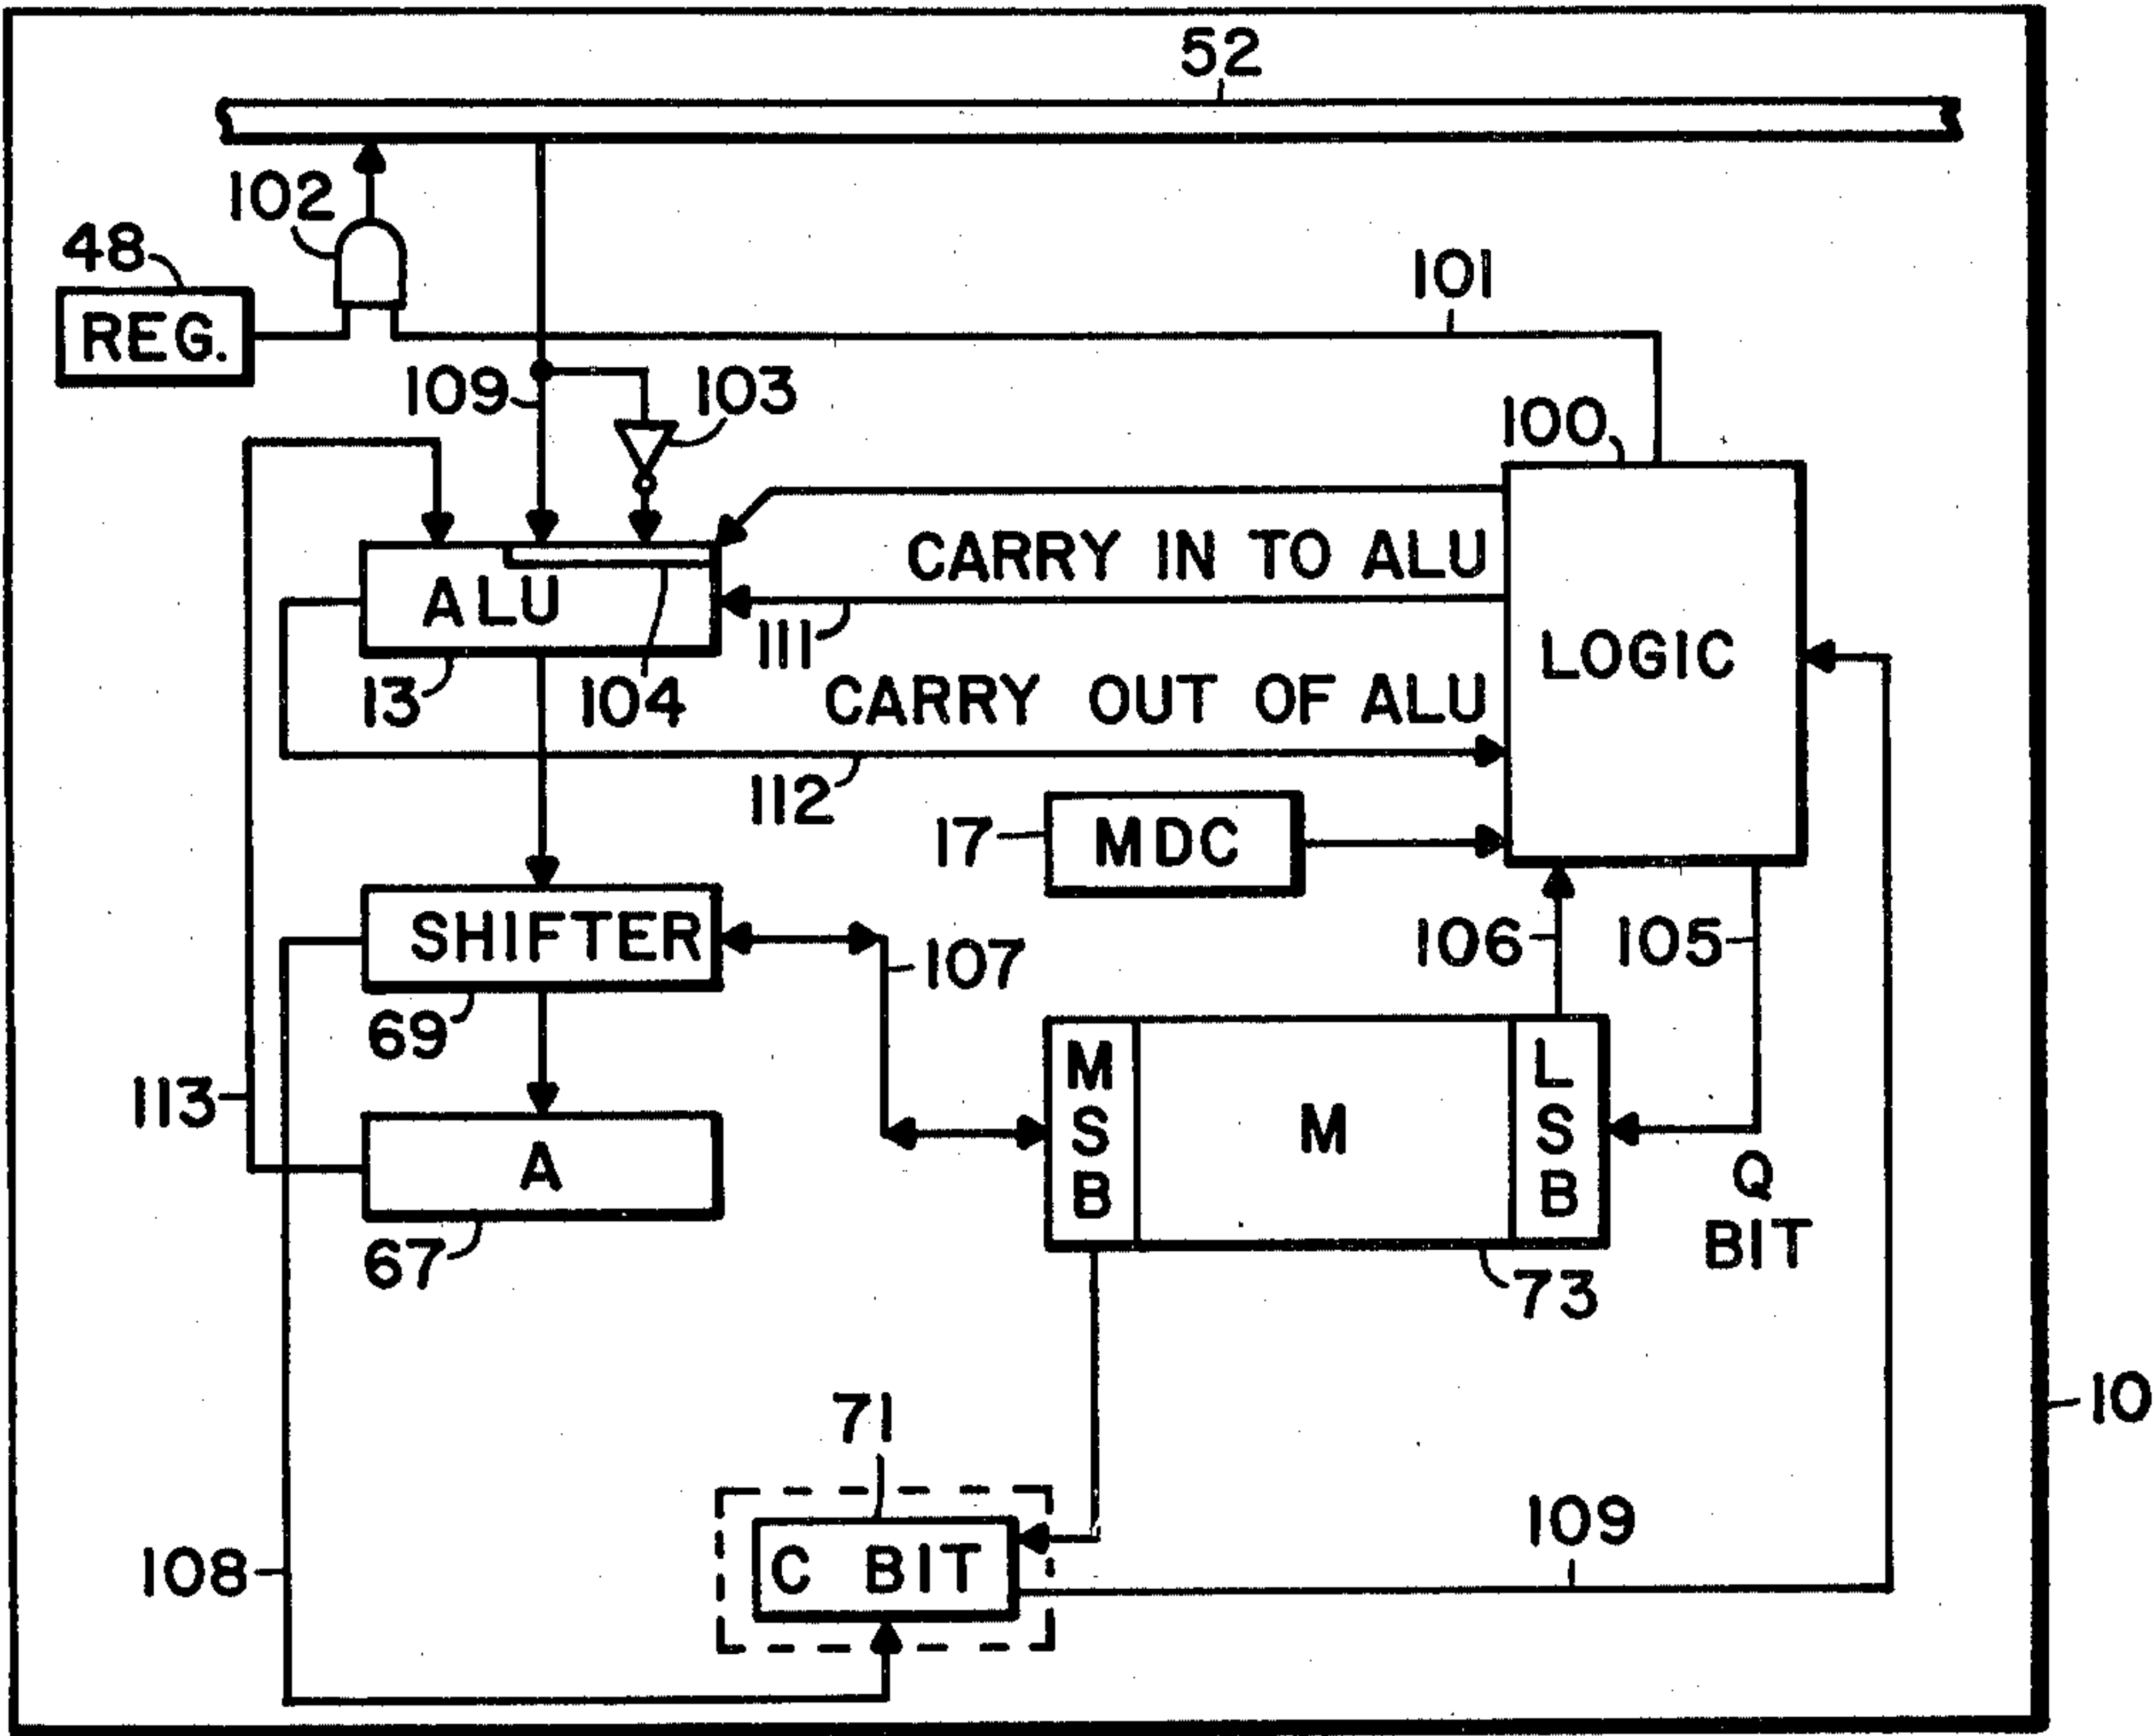 52
102
48
REG.
101
109
103
100
CARRY IN TO ALU
ALU
111
LOGIC
13
104
CARRY OUT OF ALU
112
17
MDC
SHIFTER
107
106
105
69
113
M S B
M
L S B
A
Q BIT
67
73
10
71
109
108
C BIT